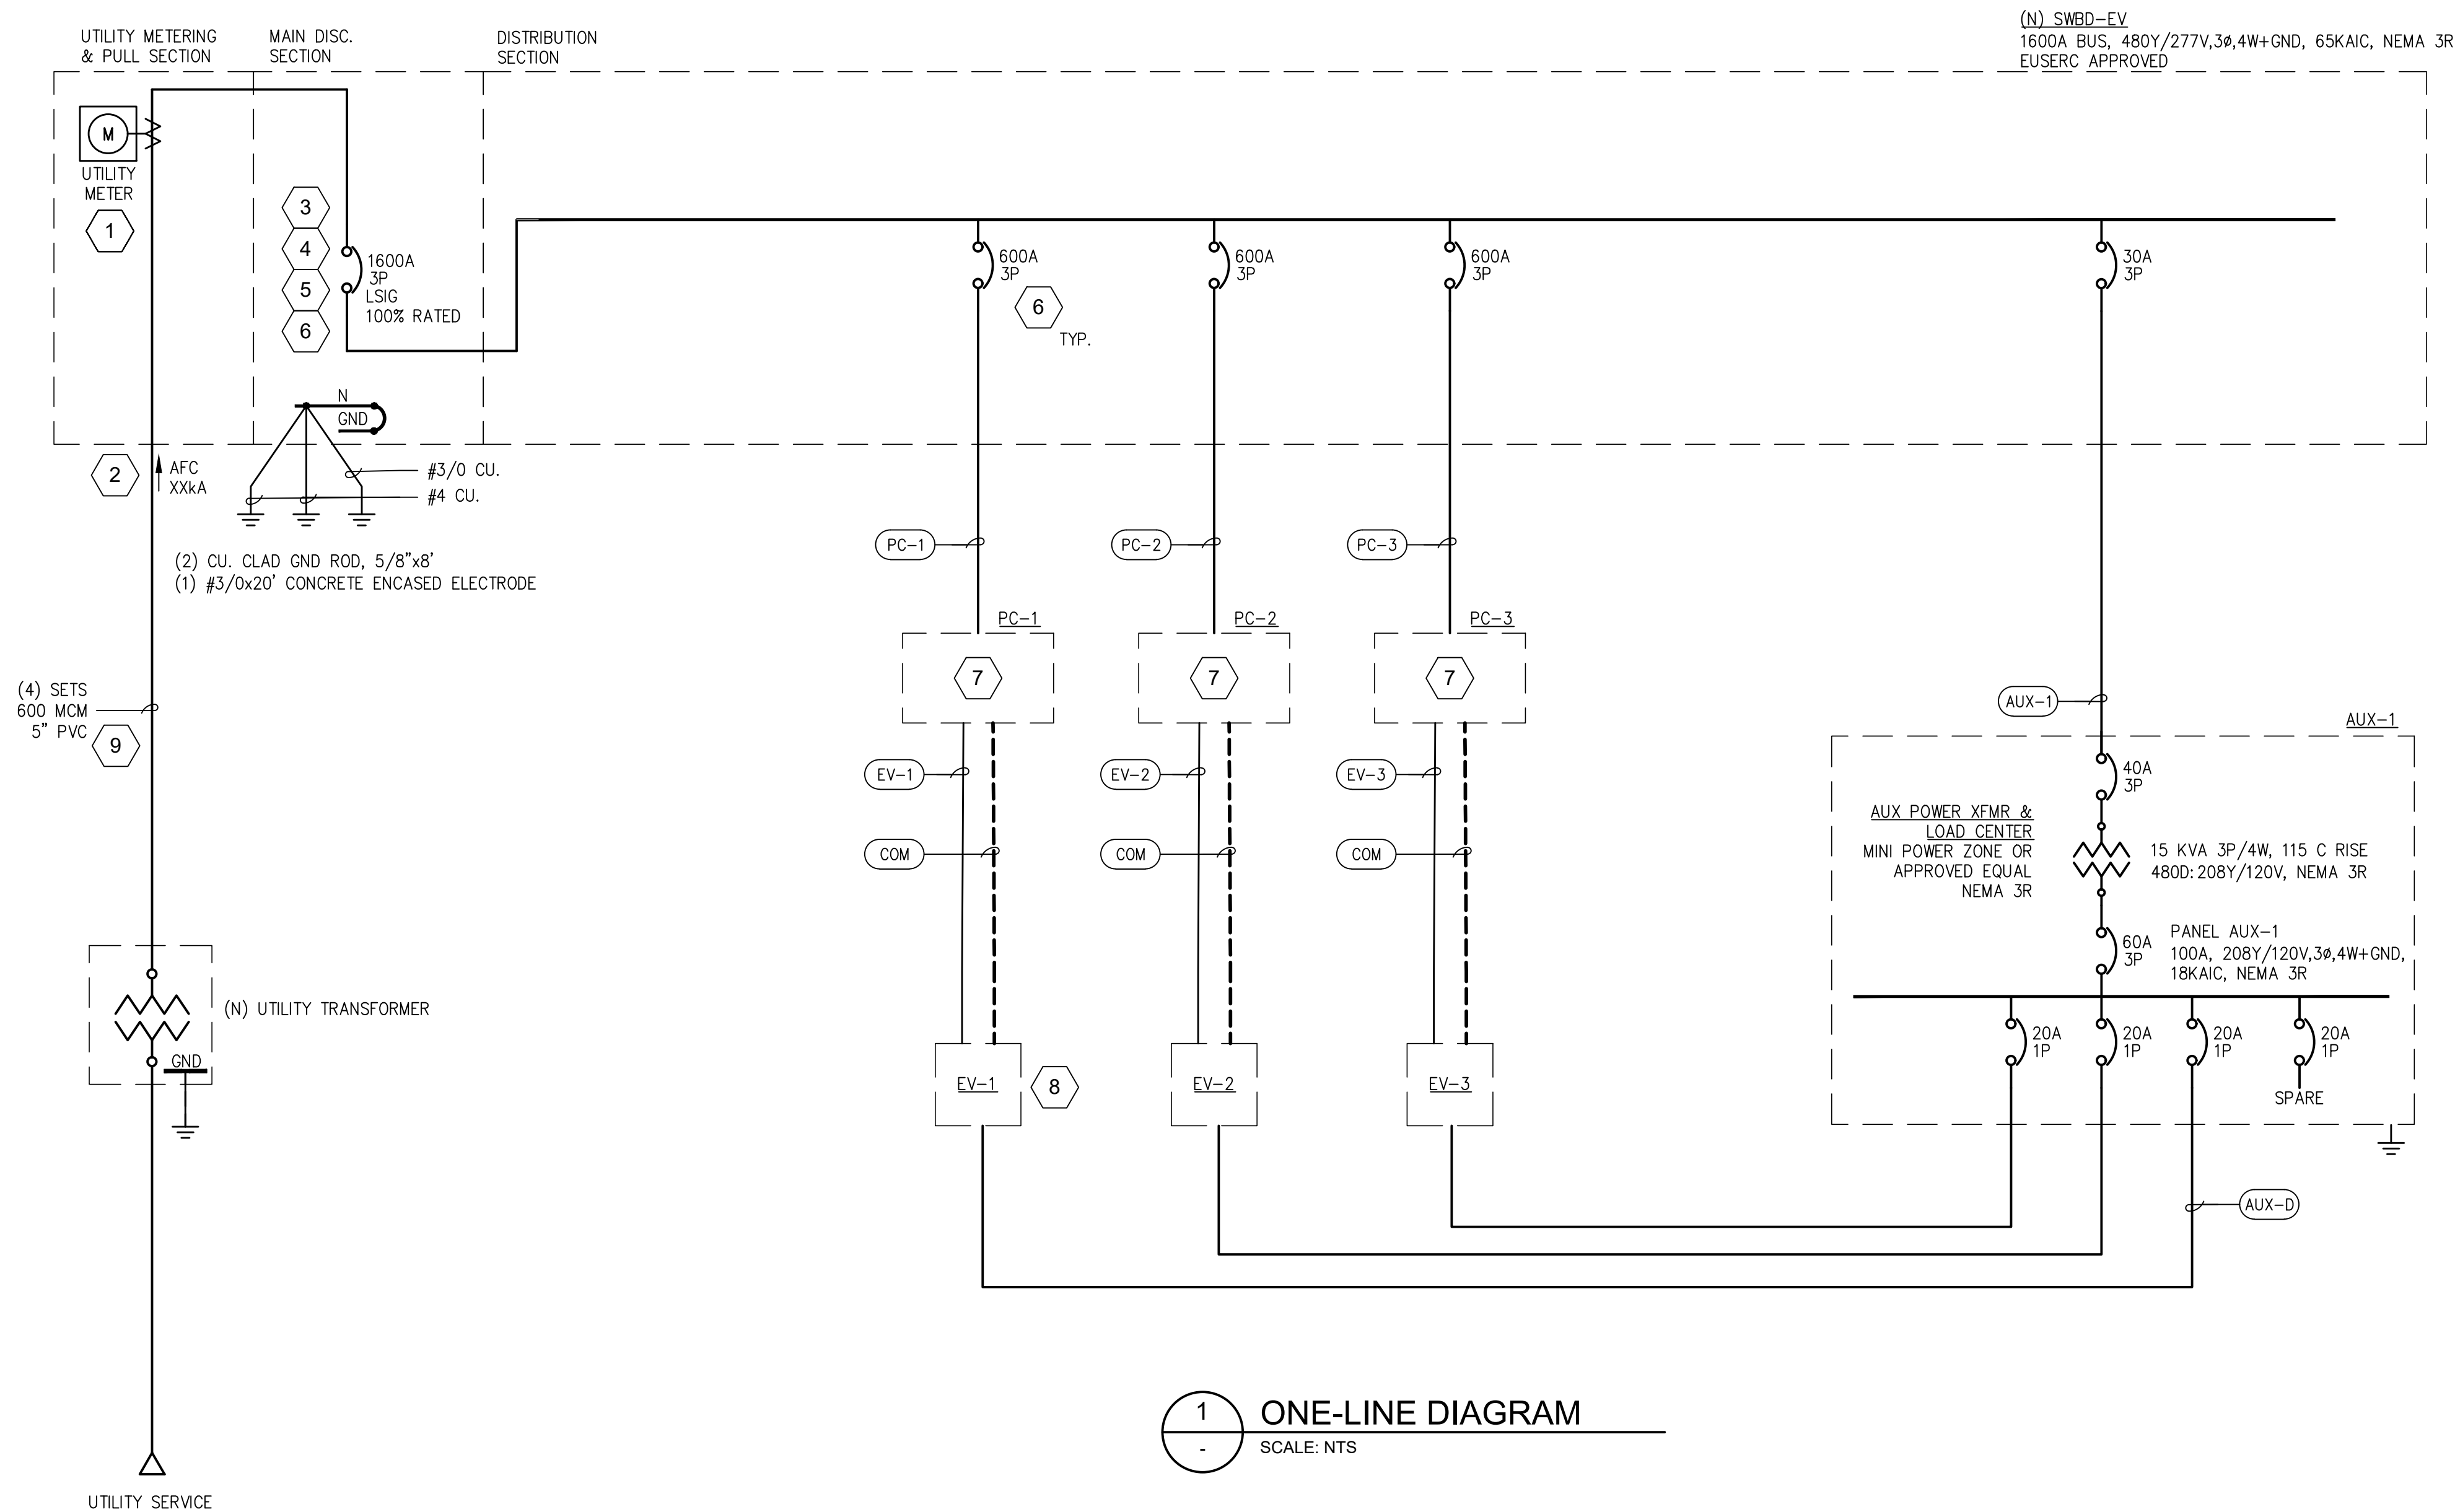 (N) SWBD-EV
1600A BUS, 480Y/277V,3ø,4W+GND, 65KAIC, NEMA 3R
EUSERC APPROVED
UTILITY METERING
& PULL SECTION
MAIN DISC.
SECTION
DISTRIBUTION
SECTION
M
UTILITY
METER
1
3
4
5
6
1600A
3P
LSIG
100% RATED
600A
3P
6
TYP.
600A
3P
600A
3P
30A
3P
N
GND
2
AFC
XXkA
#3/0 CU.
#4 CU.
(2) CU. CLAD GND ROD, 5/8"x8'
(1) #3/0x20' CONCRETE ENCASED ELECTRODE
PC-1
PC-2
PC-3
PC-1
PC-2
PC-3
7
7
7
(4) SETS
600 MCM
5" PVC
9
EV-1
EV-2
EV-3
COM
COM
COM
AUX-1
AUX-1
40A
3P
AUX POWER XFMR &
LOAD CENTER
MINI POWER ZONE OR
APPROVED EQUAL
NEMA 3R
15 KVA 3P/4W, 115 C RISE
480D:208Y/120V, NEMA 3R
60A
3P
PANEL AUX-1
100A, 208Y/120V,3ø,4W+GND,
18KAIC, NEMA 3R
20A
1P
20A
1P
20A
1P
20A
1P
SPARE
(N) UTILITY TRANSFORMER
GND
EV-1
8
EV-2
EV-3
AUX-D
1
-
ONE-LINE DIAGRAM
SCALE: NTS
UTILITY SERVICE